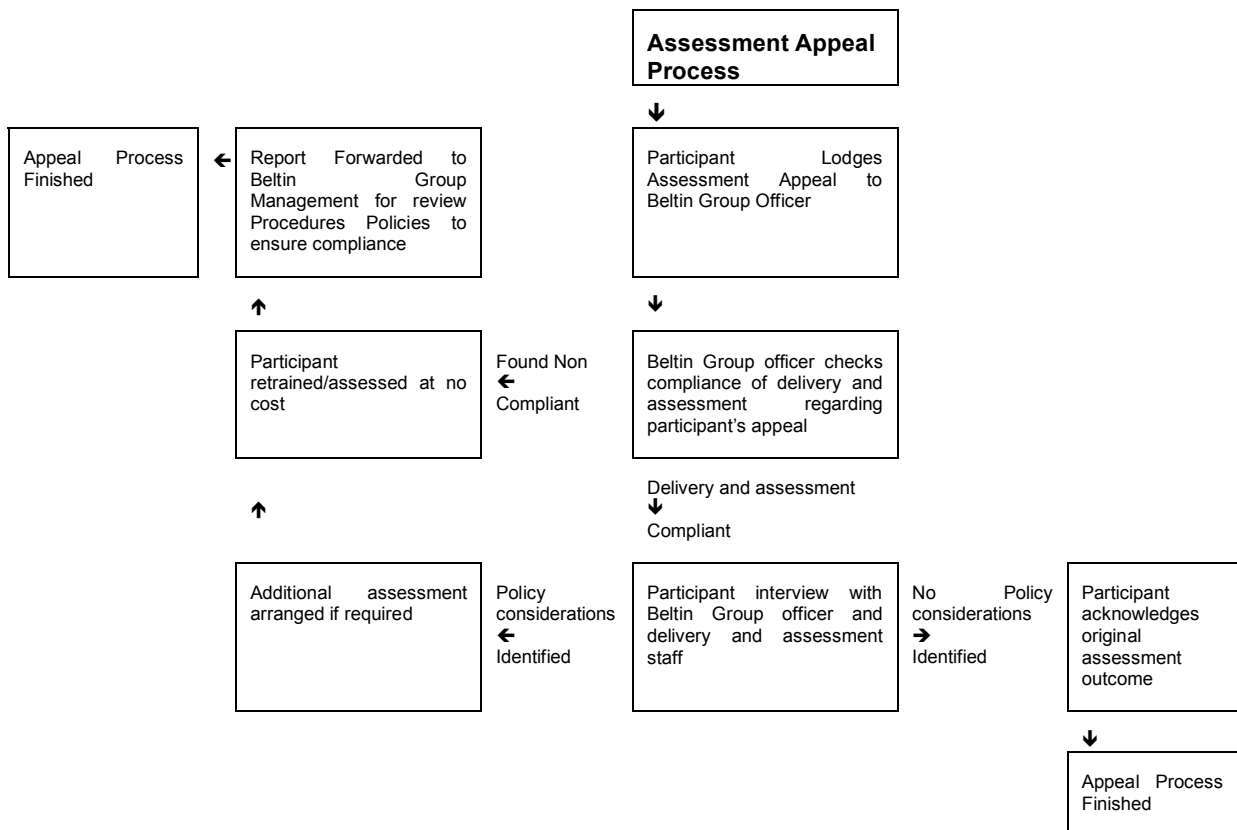 Assessment Appeal
Process
🡻
Appeal Process
Finished
🡸
Report Forwarded to
Beltin Group
Management for review
Procedures Policies to
ensure compliance
Participant Lodges
Assessment Appeal to
Beltin Group Officer
🡹
🡻
Participant
retrained/assessed at no
cost
Found Non
🡸
Compliant
Beltin Group officer checks
compliance of delivery and
assessment regarding
participant’s appeal
🡹
Delivery and assessment
🡻
Compliant
Additional assessment
arranged if required
Policy
considerations
🡸
Identified
Participant interview with
Beltin Group officer and
delivery and assessment
staff
No Policy
considerations
🡺
Identified
Participant
acknowledges
original
assessment
outcome
🡻
Appeal Process
Finished